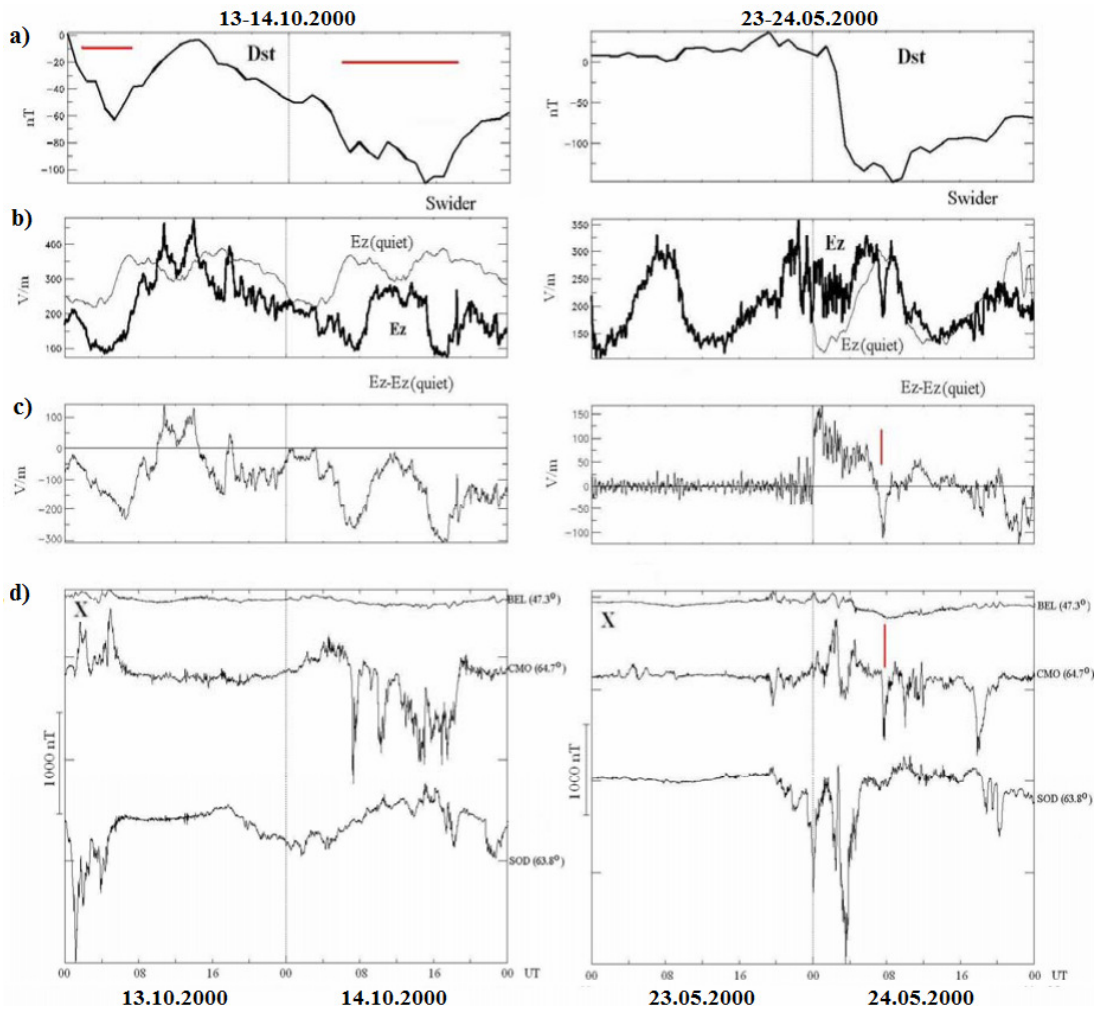 13-14.10.2000
23-24.05.2000
a)
0
-20
-40
-60
-80
-100
nT
Dst
0
-50
-100
nT
Dst
Swider
Swider
b)
400
300
200
100
V/m
Ez(quiet)
Ez
350
300
250
200
150
V/m
Ez
Ez(quiet)
Ez-Ez(quiet)
Ez-Ez(quiet)
c)
100
0
-100
-200
-300
V/m
150
100
50
0
-50
-100
V/m
d)
X
BEL (47.3°)
CMO (64.7°)
SOD (63.8°)
1000 nT
X
BEL (47.3°)
CMO (64.7°)
SOD (63.8°)
1000 nT
00 08 16 00 08 16 00 UT
00 08 16 00 08 16 00 UT
13.10.2000 14.10.2000
23.05.2000 24.05.2000